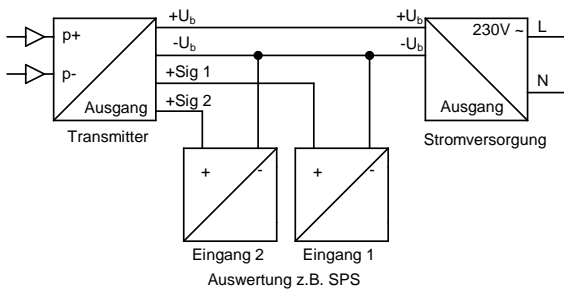 +Ub +Ub
p+ 230V ~ L
-Ub -Ub
p- +Sig 1 N
Ausgang +Sig 2 Ausgang
Transmitter Stromversorgung
+ - + -
Eingang 2 Eingang 1
Auswertung z.B. SPS